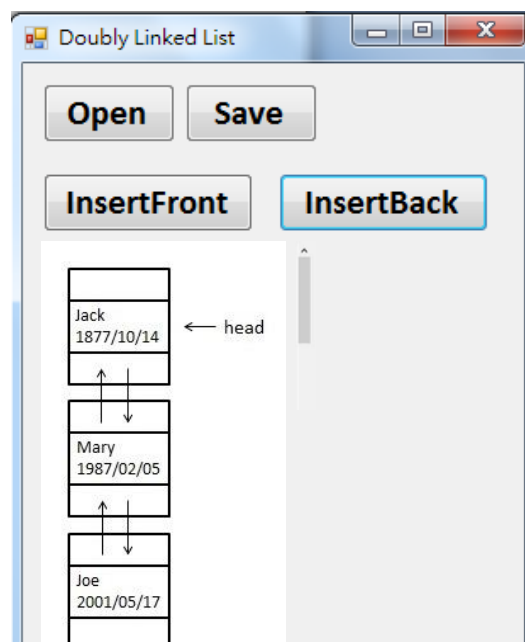 Doubly Linked List
Open Save
InsertFront InsertBack
Jack
1877/10/14
head
Mary
1987/02/05
Joe
2001/05/17